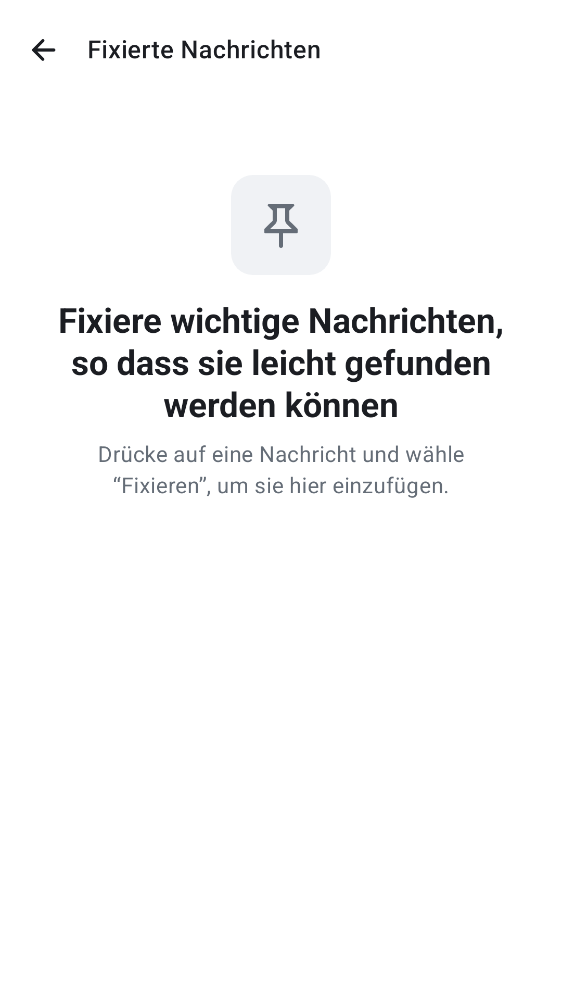 Fixierte Nachrichten
Fixiere wichtige Nachrichten,
so dass sie leicht gefunden
werden können
Drücke auf eine Nachricht und wähle
“Fixieren”, um sie hier einzufügen.